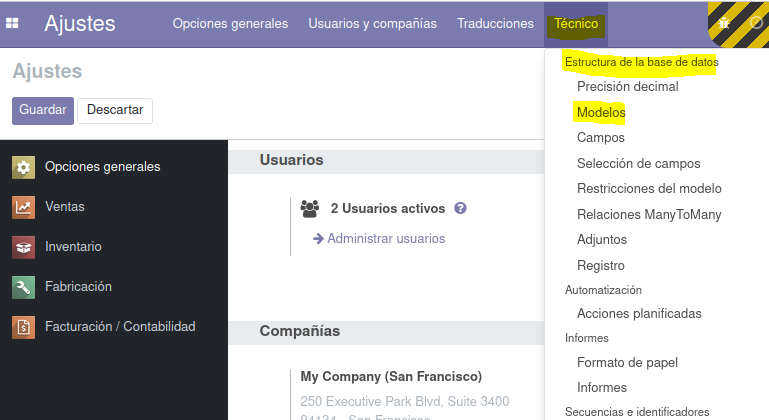 Ajustes
Opciones generales
Usuarios y compañías
Traducciones
Técnico
Ajustes
Guardar
Descartar
Opciones generales
Ventas
Inventario
Fabricación
Facturación / Contabilidad
Usuarios
2 Usuarios activos
Administrar usuarios
Compañías
My Company (San Francisco)
250 Executive Park Blvd, Suite 3400
94134 - San Francisco
Estructura de la base de datos
Precisión decimal
Modelos
Campos
Selección de campos
Restricciones del modelo
Relaciones ManyToMany
Adjuntos
Registro
Automatización
Acciones planificadas
Informes
Formato de papel
Informes
Secuencias e identificadores